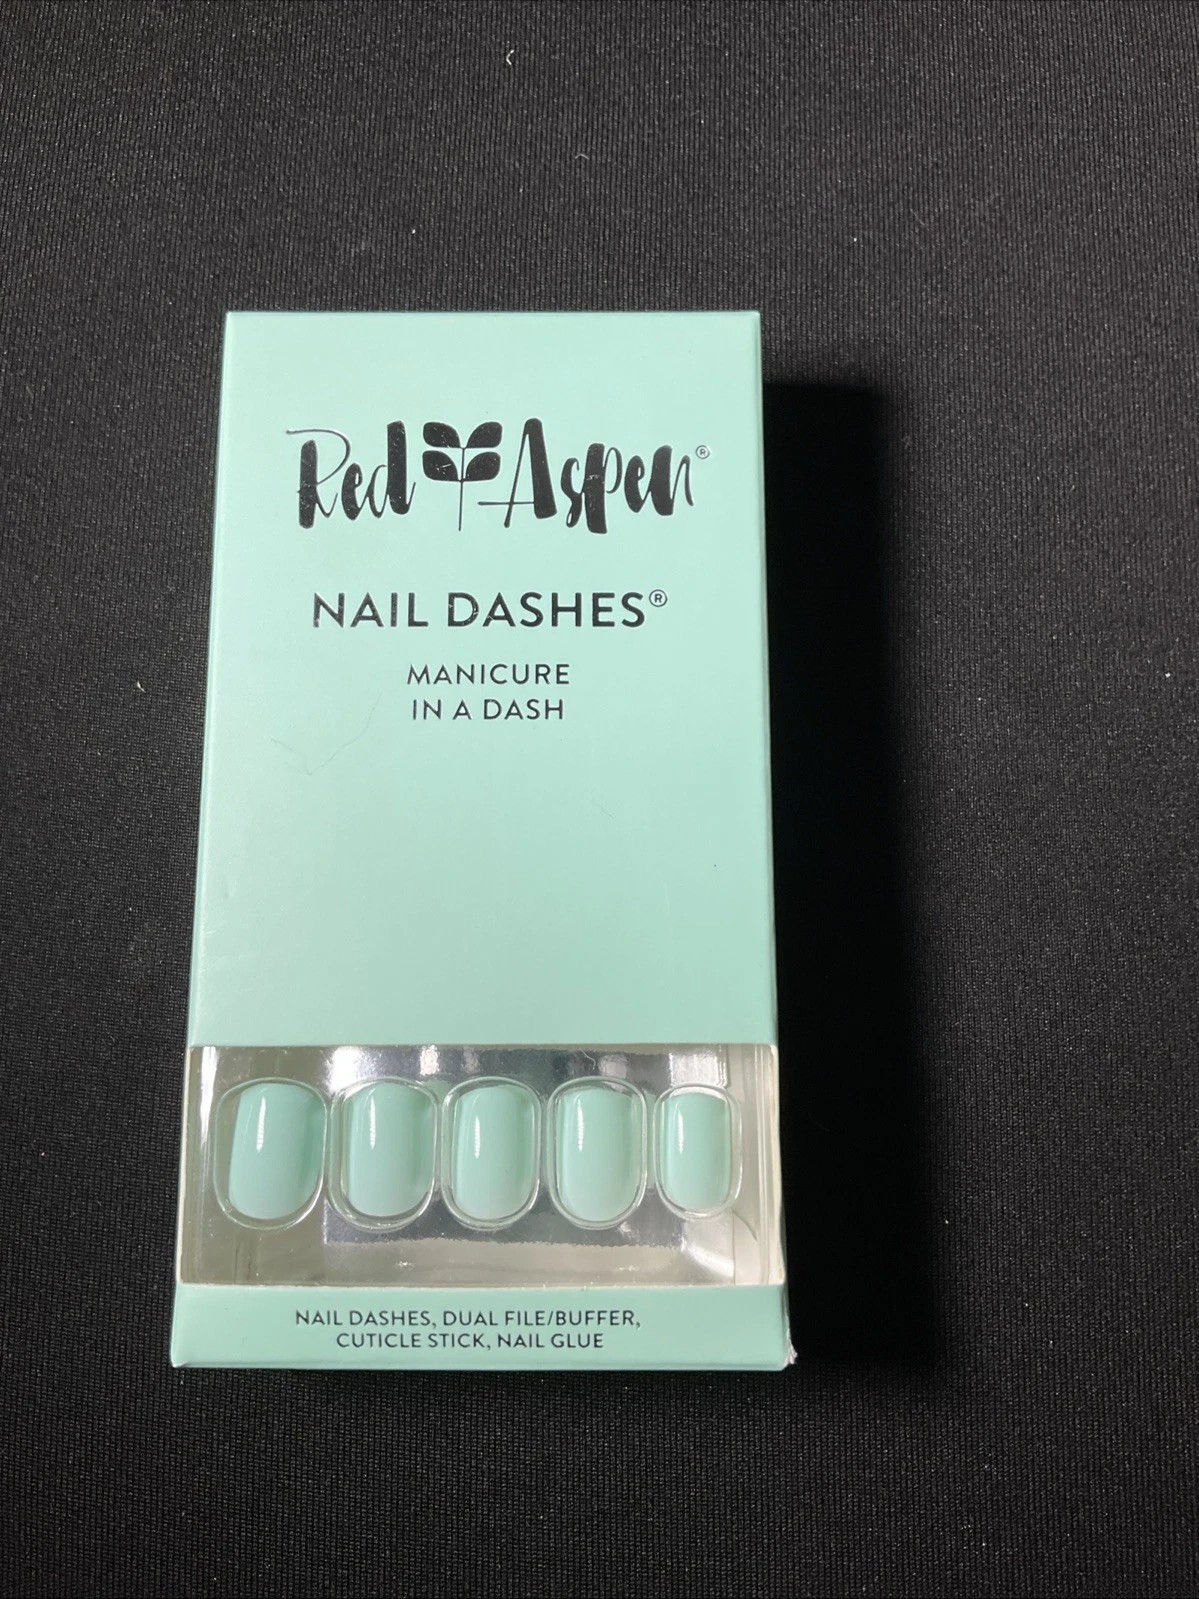 Red Aspen®
NAIL DASHES®
MANICURE
IN A DASH
NAIL DASHES, DUAL FILE/BUFFER,
CUTICLE STICK, NAIL GLUE